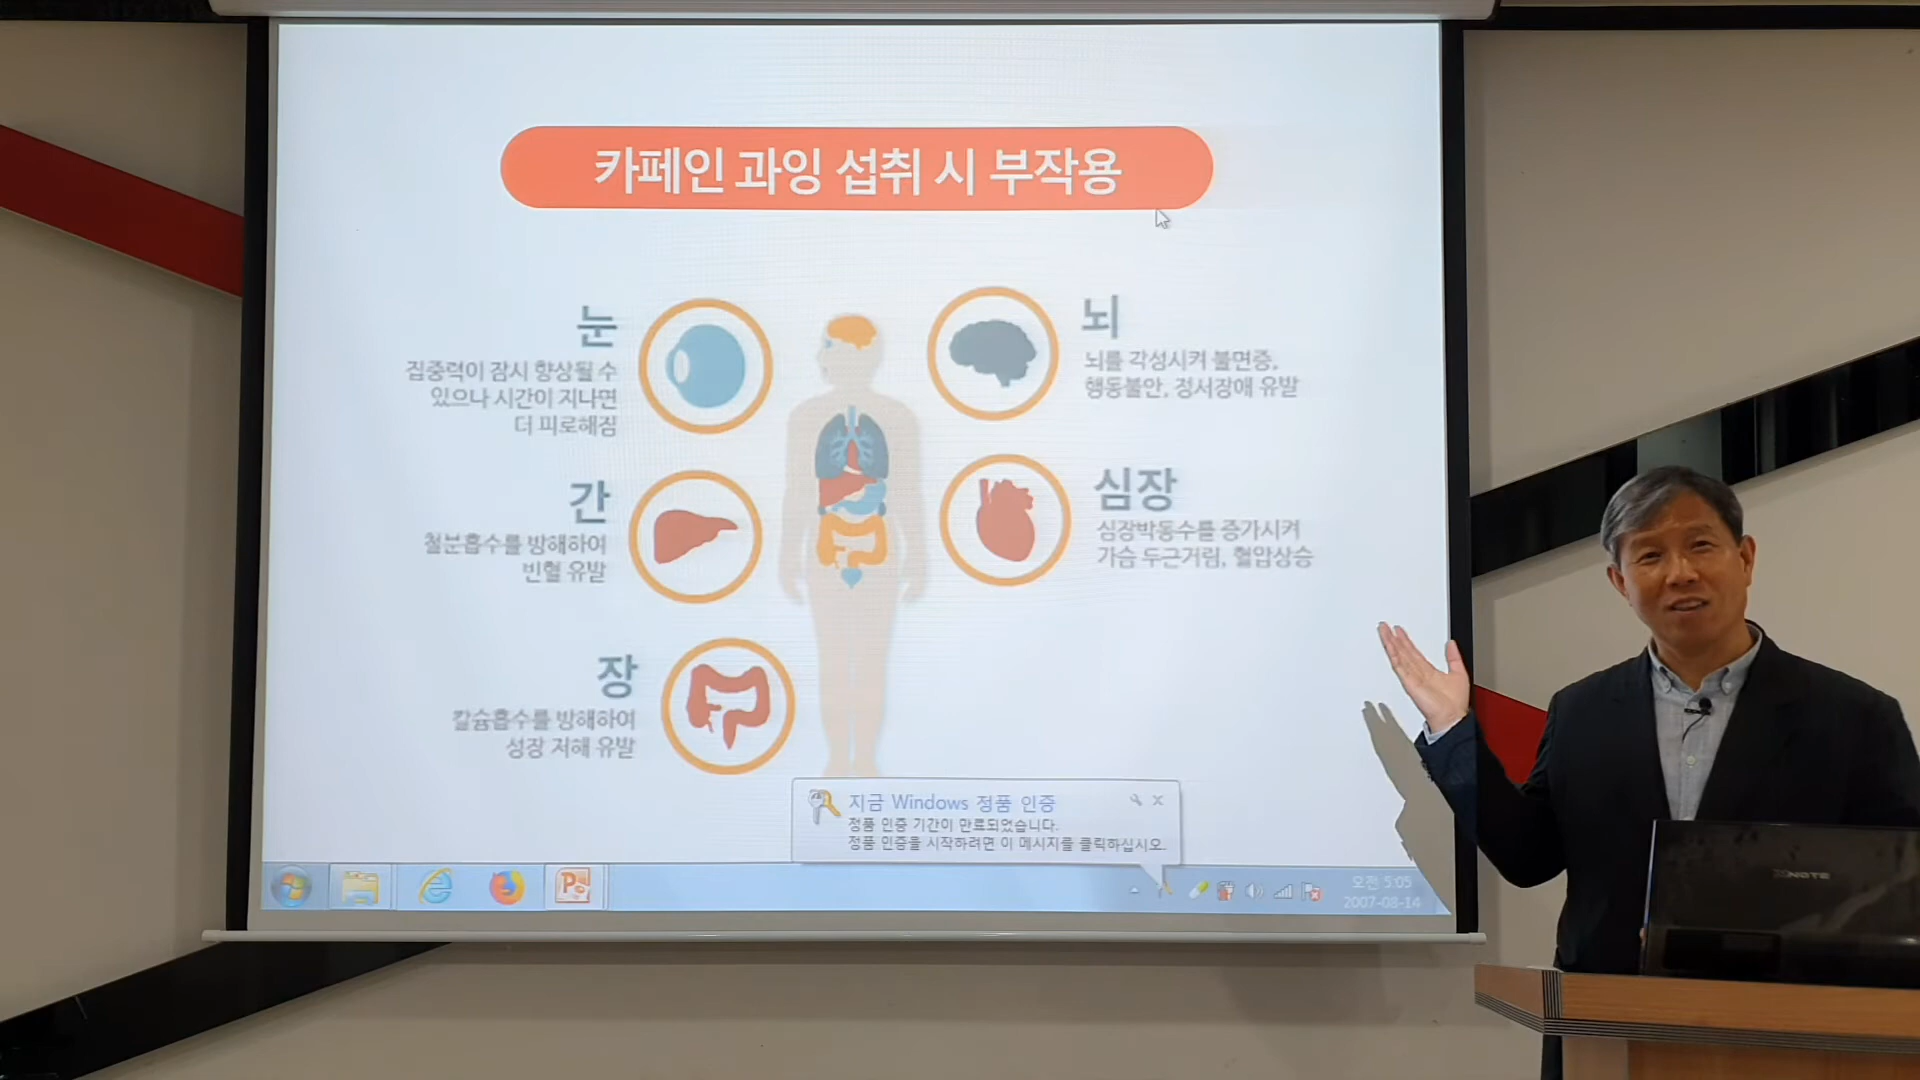 카페인 과잉 섭취 시 부작용
눈
집중력이 잠시 향상될 수
있으나 시간이 지나면
더 피로해짐
뇌
뇌를 각성시켜 불면증,
행동불안, 정서장애 유발
간
철분흡수를 방해하여
빈혈 유발
심장
심장박동수를 증가시켜
가슴 두근거림, 혈압상승
장
칼슘흡수를 방해하여
성장 저해 유발
지금 Windows 정품 인증
정품 인증 기간이 만료되었습니다.
정품 인증을 시작하려면 이 메시지를 클릭하십시오.
오전 5:05
2007-08-14